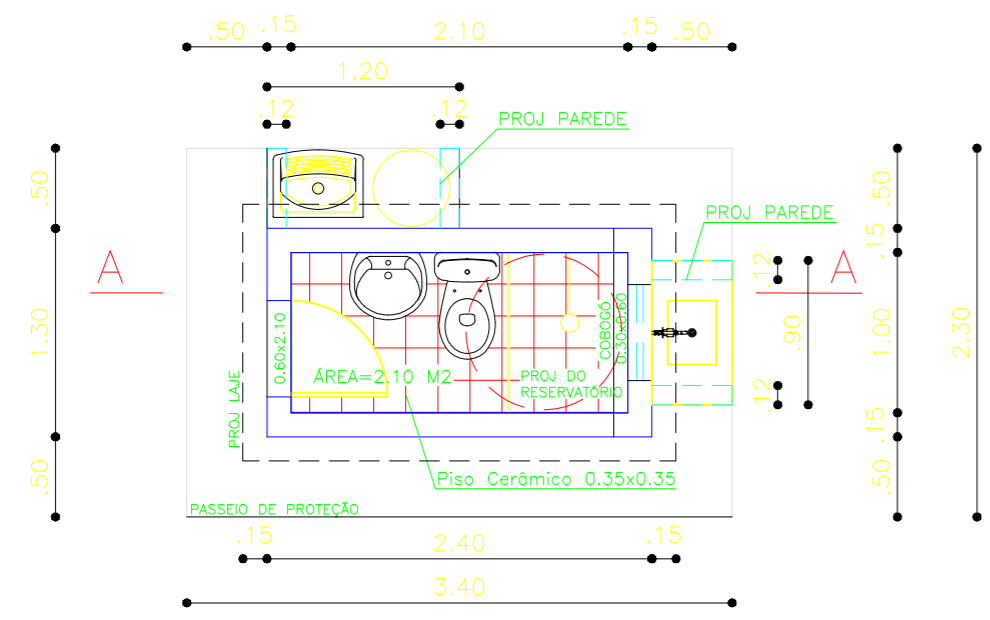 .50
.15
2.10
.15
.50
1.20
.12
.12
PROJ PAREDE
PROJ PAREDE
.50
1.30
.50
A
A
0.60x2.10
ÁREA=2.10 M2
PROJ DO
RESERVATÓRIO
COBOGÓ
0.30x0.60
PROJ LAJE
Piso Cerâmico 0.35x0.35
PASSEIO DE PROTEÇÃO
.12
.90
.12
.50
.15
1.00
.15
.50
2.30
.15
2.40
.15
3.40